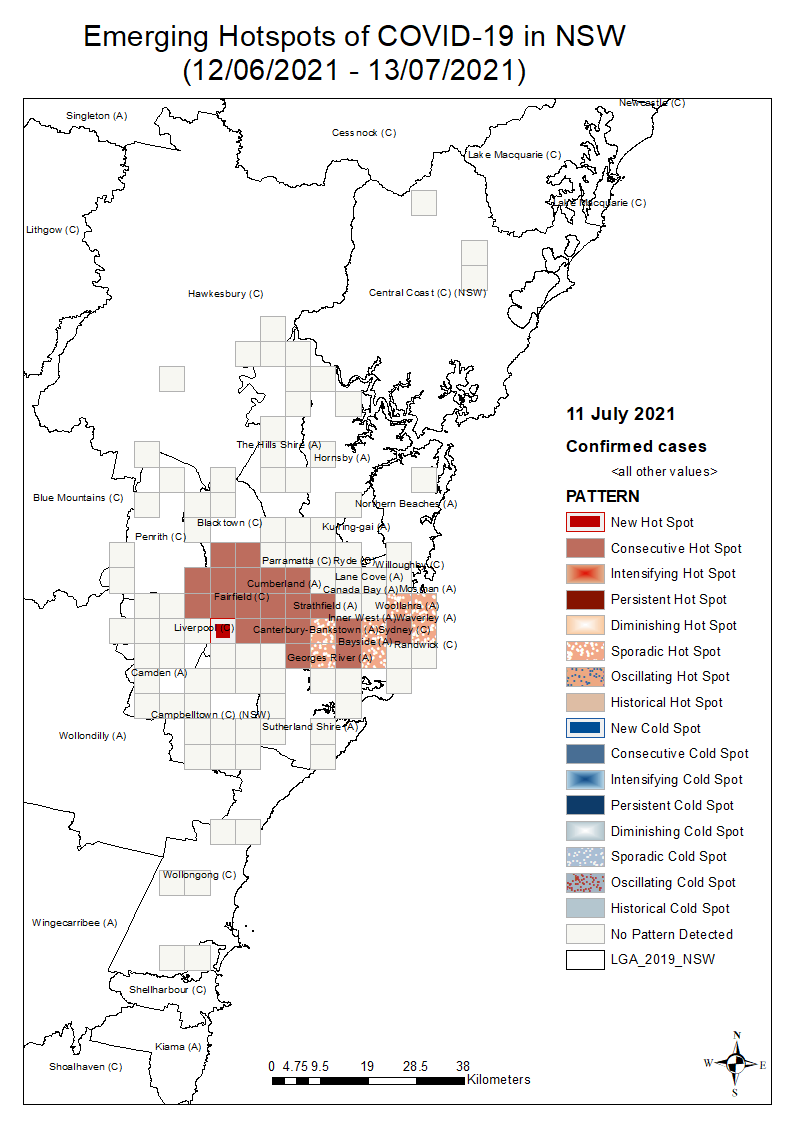 Emerging Hotspots of COVID-19 in NSW
(12/06/2021 - 13/07/2021)
Newcastle (C)
Singleton (A)
Cessnock (C)
Lake Macquarie (C)
Lake Macquarie (C)
Lithgow (C)
Hawkesbury (C)
Central Coast (C) (NSW)
The Hills Shire (A)
Hornsby (A)
Blue Mountains (C)
Northern Beaches (A)
Blacktown (C)
Ku-ring-gai (A)
Penrith (C)
Parramatta (C)
Ryde (C)
Willoughby (C)
Lane Cove (A)
Cumberland (A)
Canada Bay (A)
Mosman (A)
Fairfield (C)
Strathfield (A)
Woollahra (A)
Inner West (A)
Waverley (A)
Liverpool (C)
Canterbury-Bankstown (A)
Sydney (C)
Bayside (A)
Randwick (C)
Georges River (A)
Camden (A)
Campbelltown (C) (NSW)
Sutherland Shire (A)
Wollondilly (A)
Wollongong (C)
Wingecarribee (A)
Shellharbour (C)
Kiama (A)
Shoalhaven (C)
11 July 2021
Confirmed cases
<all other values>
PATTERN
New Hot Spot
Consecutive Hot Spot
Intensifying Hot Spot
Persistent Hot Spot
Diminishing Hot Spot
Sporadic Hot Spot
Oscillating Hot Spot
Historical Hot Spot
New Cold Spot
Consecutive Cold Spot
Intensifying Cold Spot
Persistent Cold Spot
Diminishing Cold Spot
Sporadic Cold Spot
Oscillating Cold Spot
Historical Cold Spot
No Pattern Detected
LGA_2019_NSW
N
W E
S
0 4.75 9.5 19 28.5 38
Kilometers